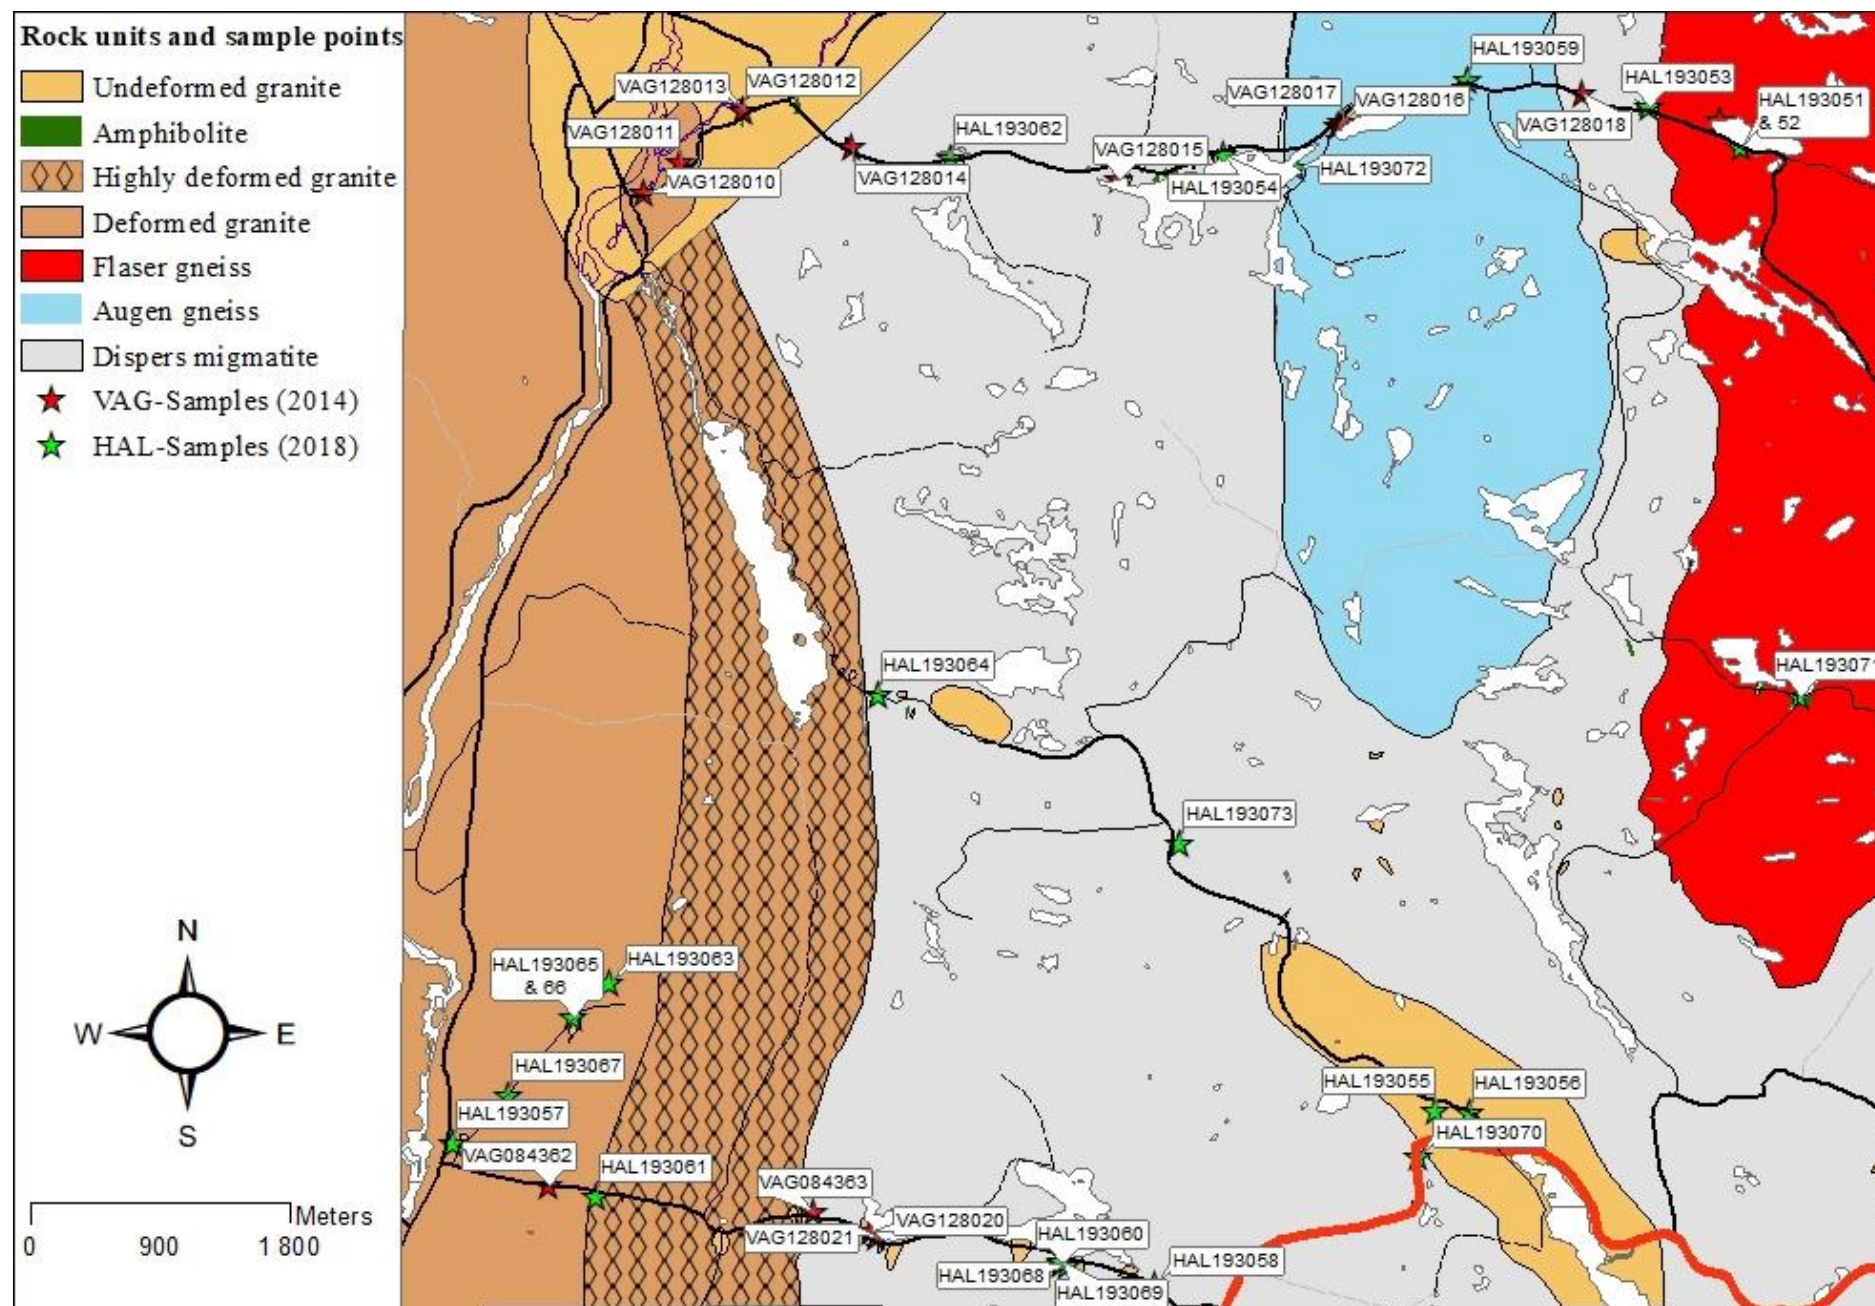 Rock units and sample points
Undeformed granite
Amphibolite
Highly deformed granite
Deformed granite
Flaser gneiss
Augen gneiss
Dispers migmatite
VAG-Samples (2014)
HAL-Samples (2018)
N
W
E
S
Meters
0
900
1 800
VAG128013
VAG128012
VAG128011
VAG128010
VAG128014
HAL193062
VAG128015
HAL193054
VAG128017
VAG128016
HAL193072
HAL193059
VAG128018
HAL193053
HAL193051
& 52
HAL193064
HAL193071
HAL193073
HAL193065
& 66
HAL193063
HAL193067
HAL193057
VAG084362
HAL193061
VAG084363
VAG128021
VAG128020
HAL193060
HAL193068
HAL193069
HAL193058
HAL193055
HAL193056
HAL193070